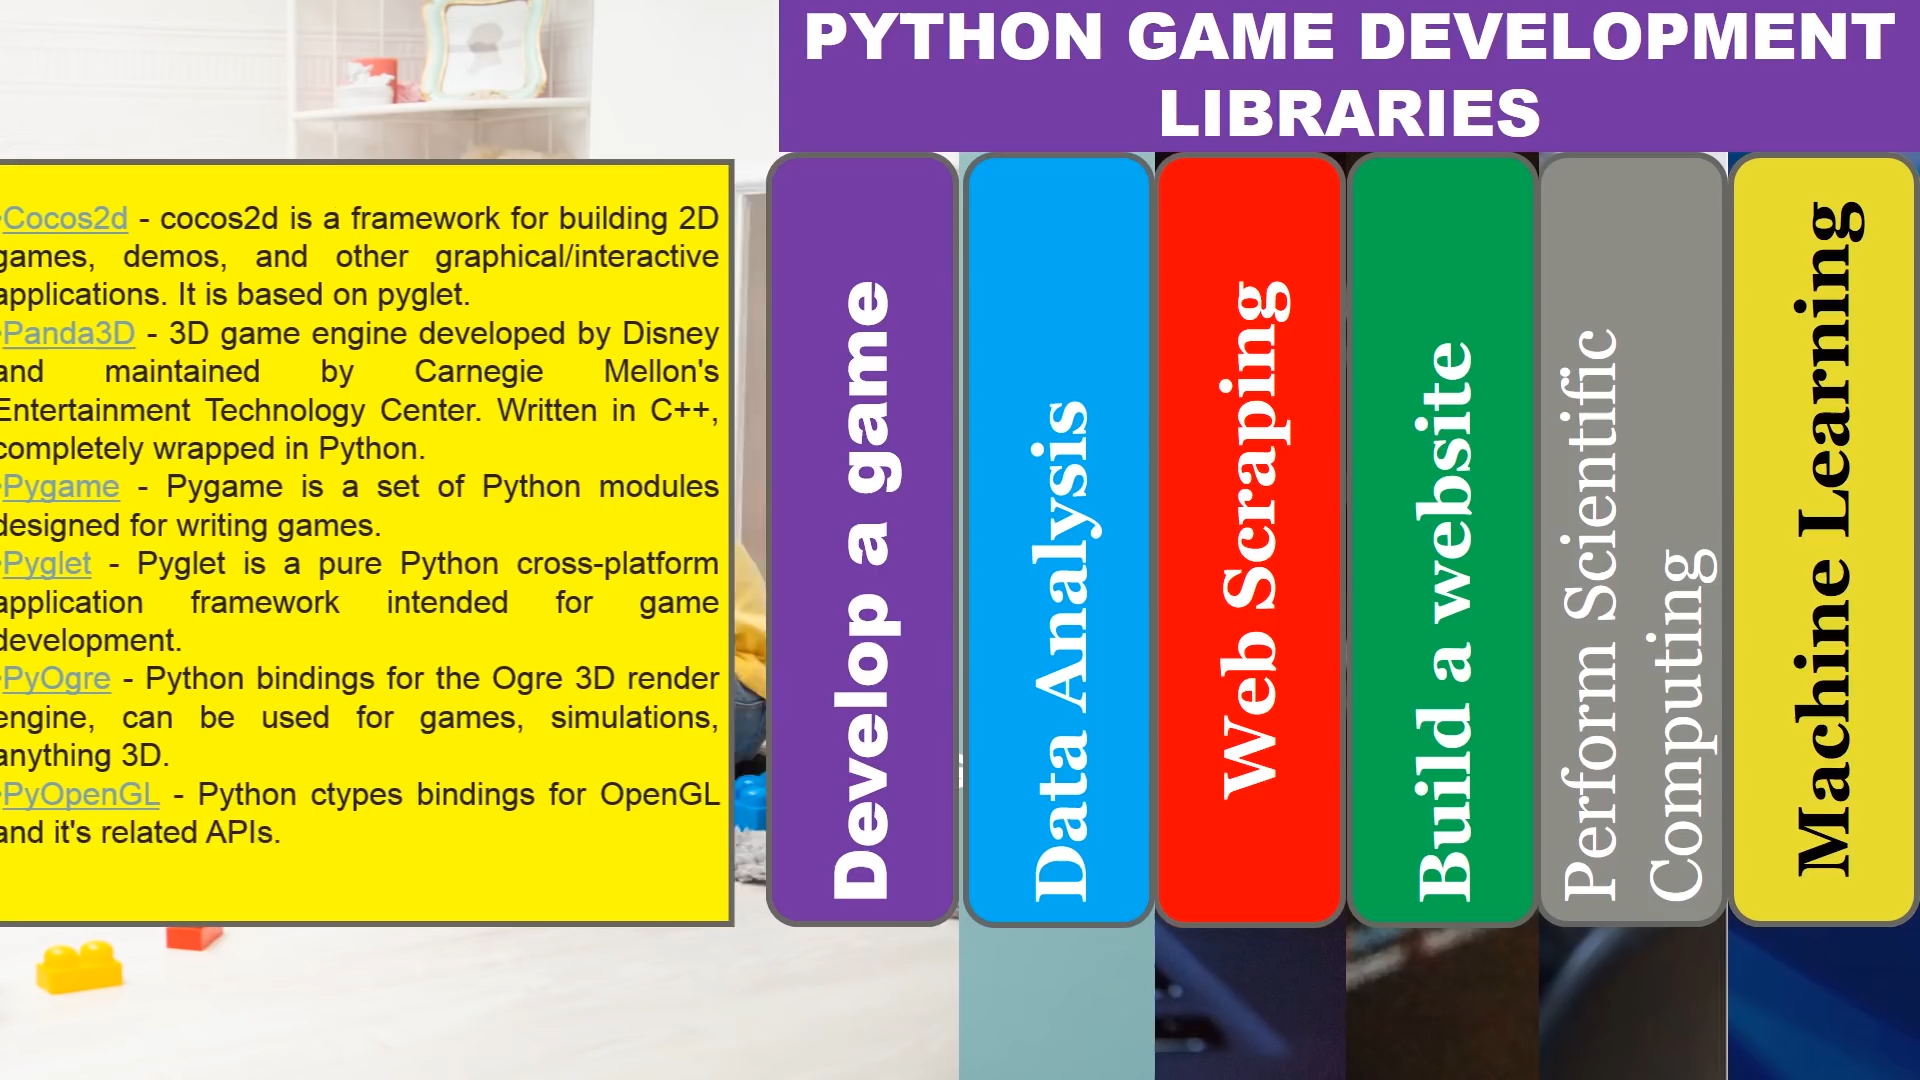 PYTHON GAME DEVELOPMENT
LIBRARIES
•Cocos2d - cocos2d is a framework for building 2D
games, demos, and other graphical/interactive
applications. It is based on pyglet.
•Panda3D - 3D game engine developed by Disney
and maintained by Carnegie Mellon's
Entertainment Technology Center. Written in C++,
completely wrapped in Python.
•Pygame - Pygame is a set of Python modules
designed for writing games.
•Pyglet - Pyglet is a pure Python cross-platform
application framework intended for game
development.
•PyOgre - Python bindings for the Ogre 3D render
engine, can be used for games, simulations,
anything 3D.
•PyOpenGL - Python ctypes bindings for OpenGL
and it's related APIs.
Develop a game
Data Analysis
Web Scraping
Build a website
Perform Scientific
Computing
Machine Learning